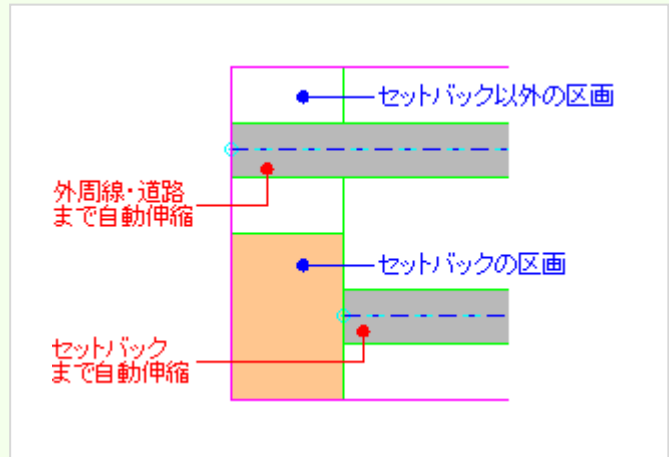 セットバック以外の区画
外周線・道路
まで自動伸縮
セットバックの区画
セットバック
まで自動伸縮